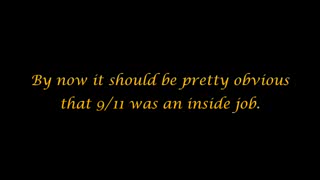 By now it should be pretty obvious
that 9/11 was an inside job.